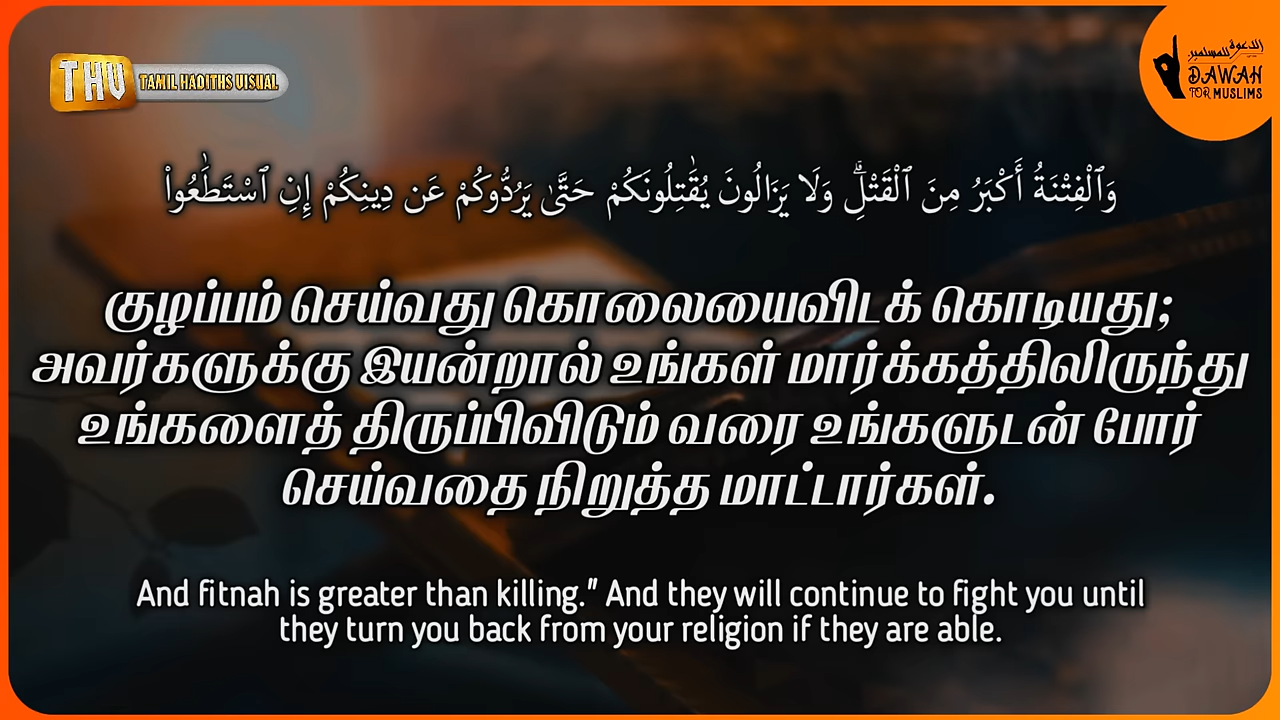 THV TAMIL HADITHS VISUAL
الدعوة للمسلمين
DAWAH
FOR MUSLIMS
وَٱلْفِتْنَةُ أَكْبَرُ مِنَ ٱلْقَتْلِۗ وَلَا يَزَالُونَ يُقَٰتِلُونَكُمْ حَتَّىٰ يَرُدُّوكُمْ عَن دِينِكُمْ إِنِ ٱسْتَطَٰعُوا۟
குழப்பம் செய்வது கொலையைவிடக் கொடியது;
அவர்களுக்கு இயன்றால் உங்கள் மார்க்கத்திலிருந்து
உங்களைத் திருப்பிவிடும் வரை உங்களுடன் போர்
செய்வதை நிறுத்த மாட்டார்கள்.
And fitnah is greater than killing." And they will continue to fight you until
they turn you back from your religion if they are able.